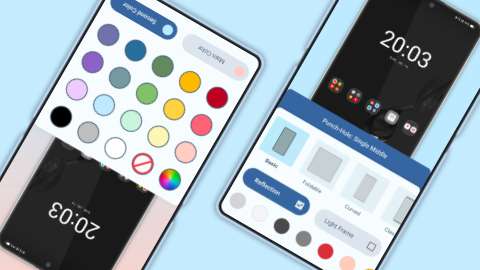 Second Color
Main Color
20:03
20:03
Punch-Hole: Single Middle
Basic
Foldable
Curved
Reflection
Light Frame